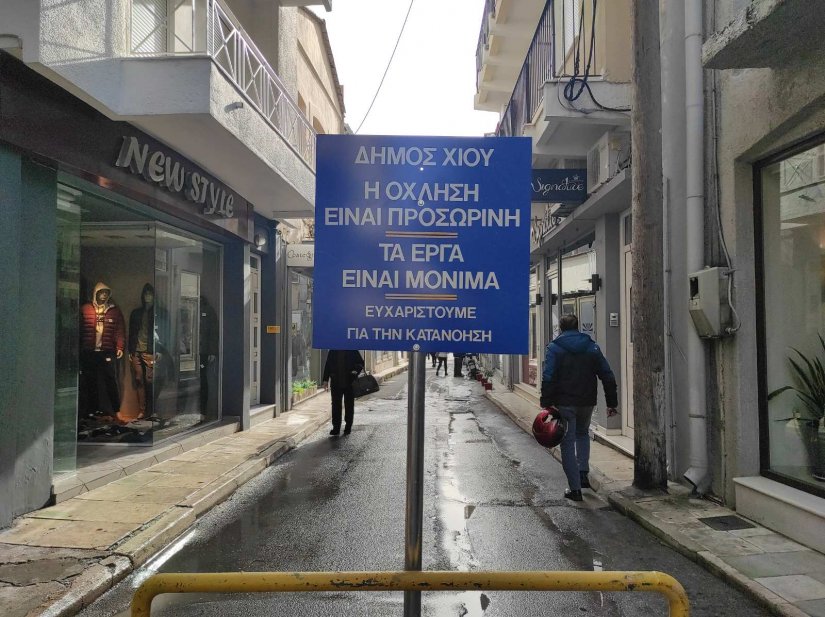 NEW STYLE
ΔΗΜΟΣ ΧΙΟΥ
Η ΟΧΛΗΣΗ
ΕΙΝΑΙ ΠΡΟΣΩΡΙΝΗ
ΤΑ ΕΡΓΑ
ΕΙΝΑΙ ΜΟΝΙΜΑ
ΕΥΧΑΡΙΣΤΟΥΜΕ
ΓΙΑ ΤΗΝ ΚΑΤΑΝΟΗΣΗ